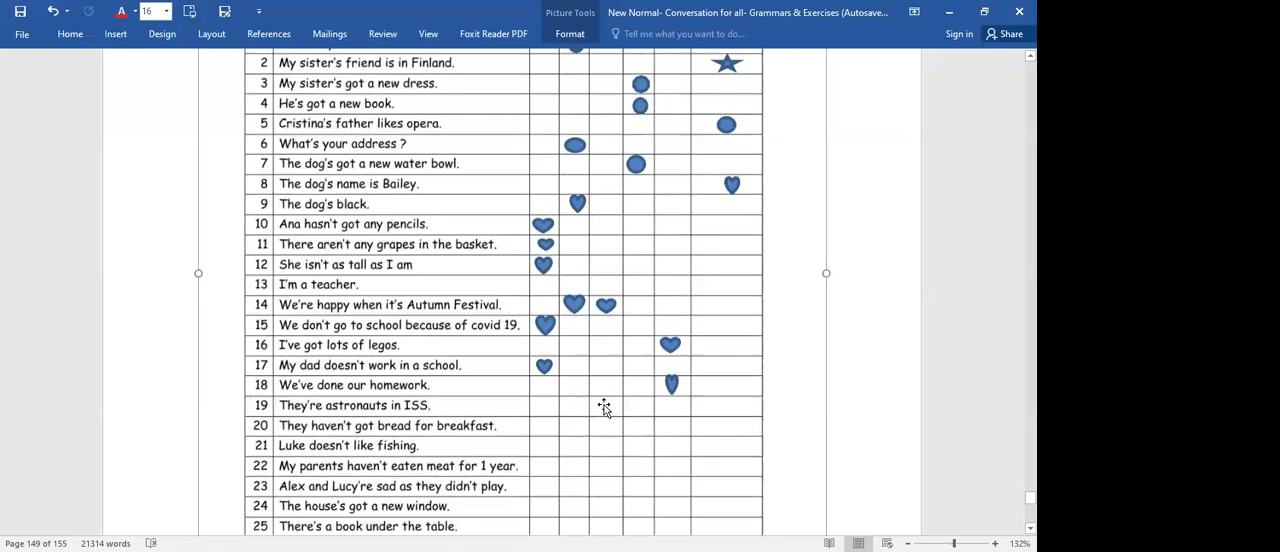 16
Picture Tools
New Normal- Conversation for all- Grammars & Exercises (Autosave...
File Home Insert Design Layout References Mailings Review View Foxit Reader PDF Format Tell me what you want to do... Sign in Share
2 My sister's friend is in Finland.
3 My sister's got a new dress.
4 He's got a new book.
5 Cristina's father likes opera.
6 What's your address ?
7 The dog's got a new water bowl.
8 The dog's name is Bailey.
9 The dog's black.
10 Ana hasn't got any pencils.
11 There aren't any grapes in the basket.
12 She isn't as tall as I am
13 I'm a teacher.
14 We're happy when it's Autumn Festival.
15 We don't go to school because of covid 19.
16 I've got lots of legos.
17 My dad doesn't work in a school.
18 We've done our homework.
19 They're astronauts in ISS.
20 They haven't got bread for breakfast.
21 Luke doesn't like fishing.
22 My parents haven't eaten meat for 1 year.
23 Alex and Lucy're sad as they didn't play.
24 The house's got a new window.
25 There's a book under the table.
Page 149 of 155 21314 words 132%